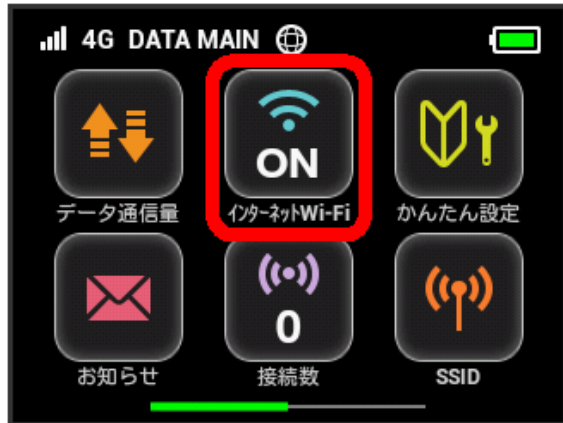 4G DATA MAIN
ON
データ通信量 インターネットWi-Fi かんたん設定
0
お知らせ 接続数 SSID